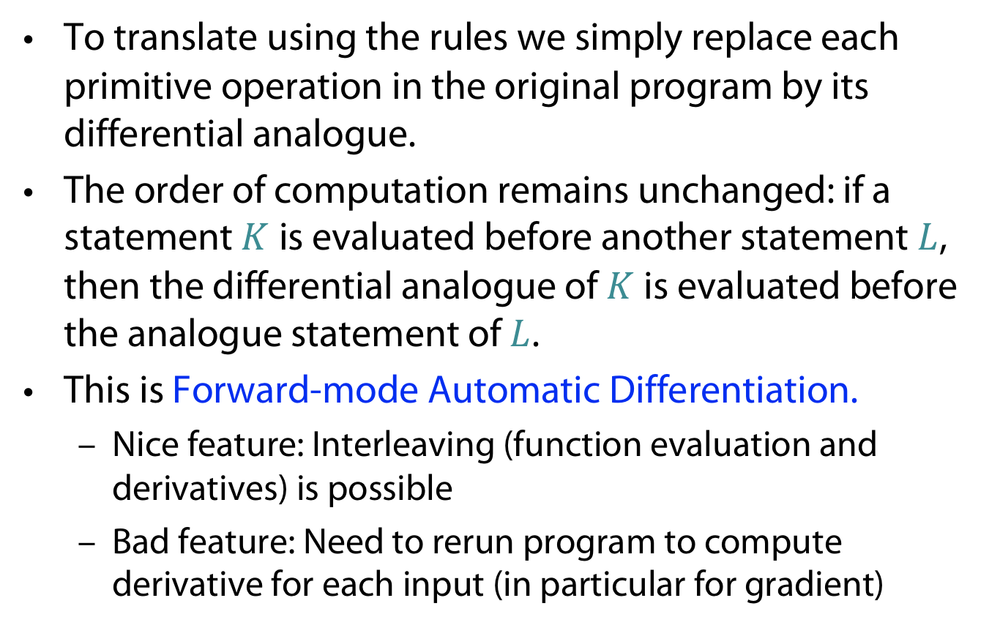 • To translate using the rules we simply replace each
primitive operation in the original program by its
differential analogue.
• The order of computation remains unchanged: if a
statement K is evaluated before another statement L,
then the differential analogue of K is evaluated before
the analogue statement of L.
• This is Forward-mode Automatic Differentiation.
– Nice feature: Interleaving (function evaluation and
derivatives) is possible
– Bad feature: Need to rerun program to compute
derivative for each input (in particular for gradient)